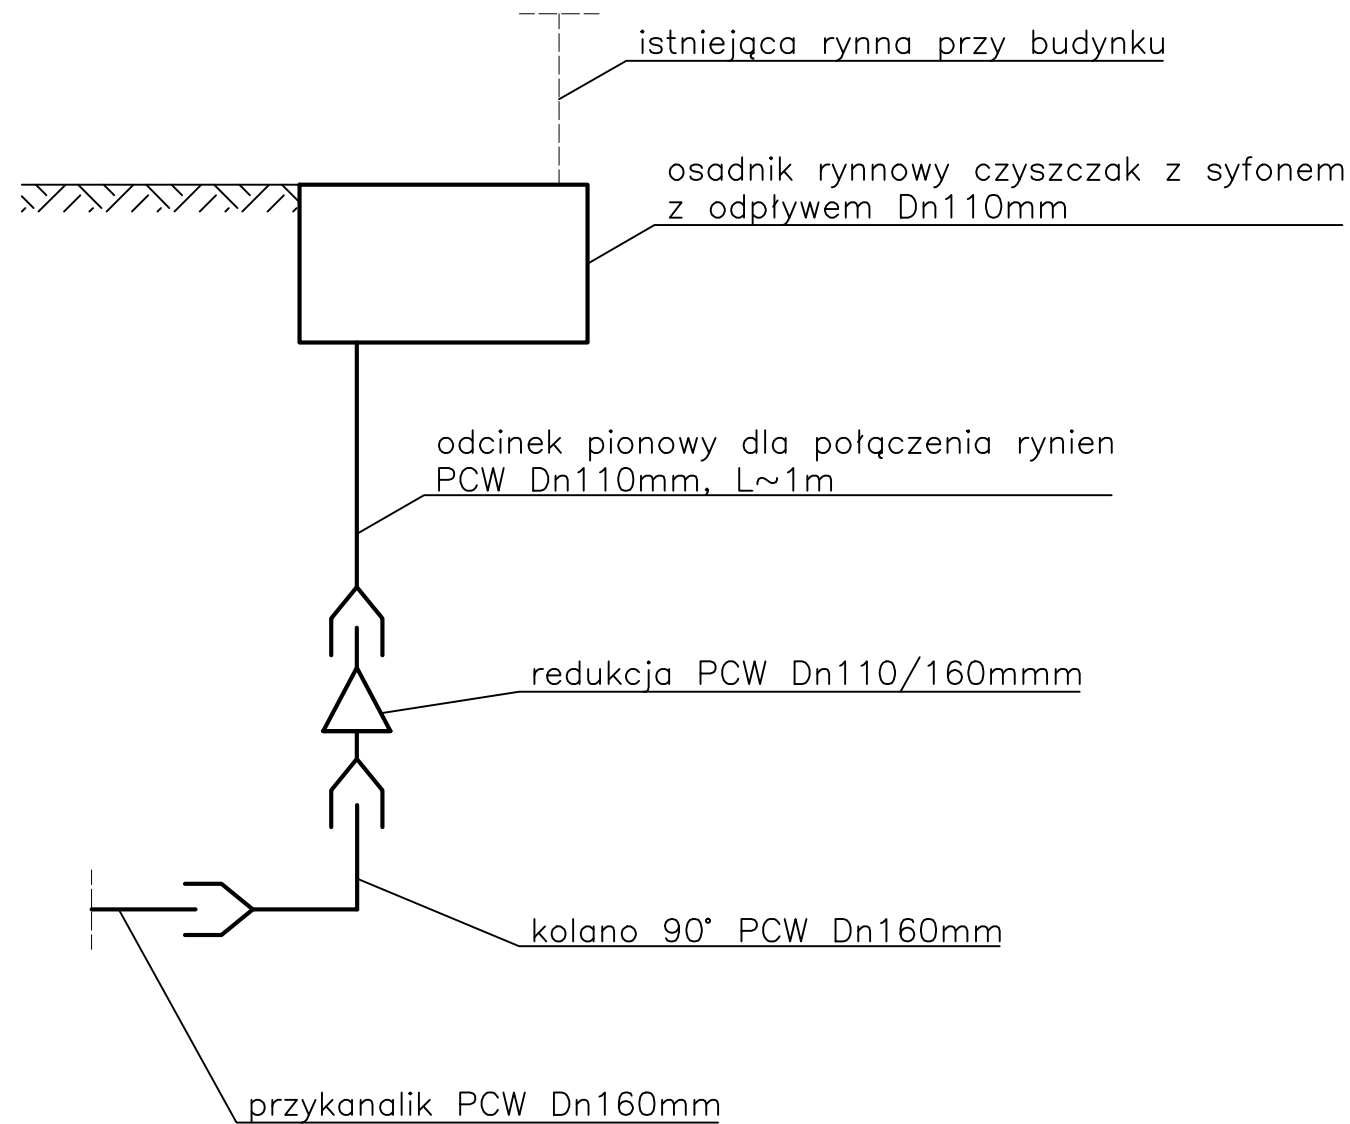 istniejąca rynna przy budynku
osadnik rynnowy czyszczak z syfonem
z odpływem Dn110mm
odcinek pionowy dla połączenia rynien
PCW Dn110mm, L~1m
redukcja PCW Dn110/160mmm
kolano 90° PCW Dn160mm
przykanalik PCW Dn160mm